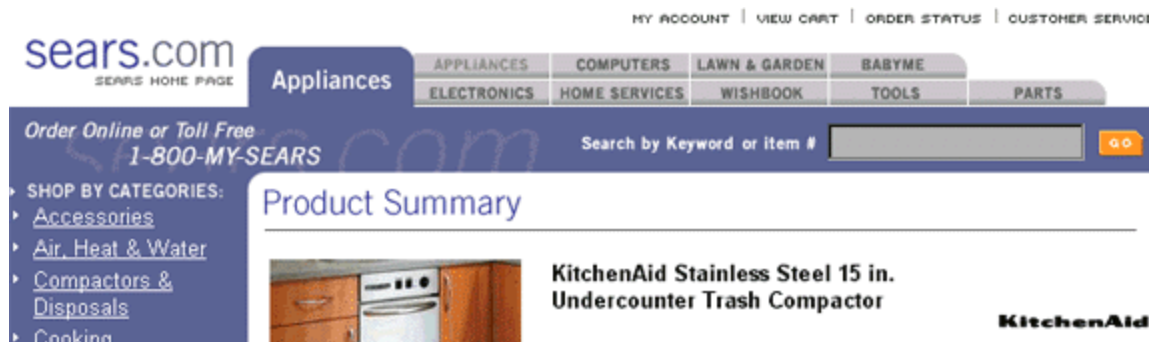 MY ACCOUNT | VIEW CART | ORDER STATUS | CUSTOMER SERVICE
sears.com
SEARS HOME PAGE
Appliances
APPLIANCES COMPUTERS LAWN & GARDEN BABYME
ELECTRONICS HOME SERVICES WISHBOOK TOOLS PARTS
Order Online or Toll Free
1-800-MY-SEARS
sears.com
Search by Keyword or item # GO
SHOP BY CATEGORIES:
Accessories
Air, Heat & Water
Compactors &
Disposals
Cooking
Product Summary
KitchenAid Stainless Steel 15 in.
Undercounter Trash Compactor
KitchenAid